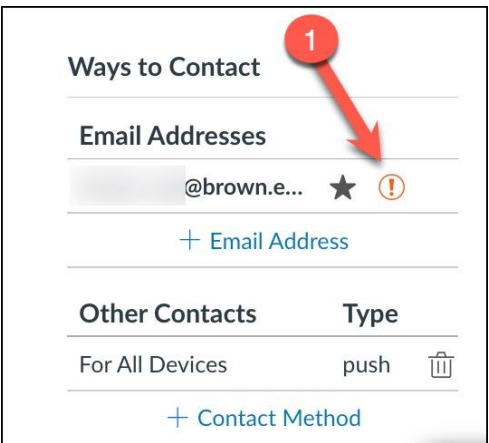 1
Ways to Contact
Email Addresses
@brown.e... ★
+ Email Address
Other Contacts Type
For All Devices push
+ Contact Method